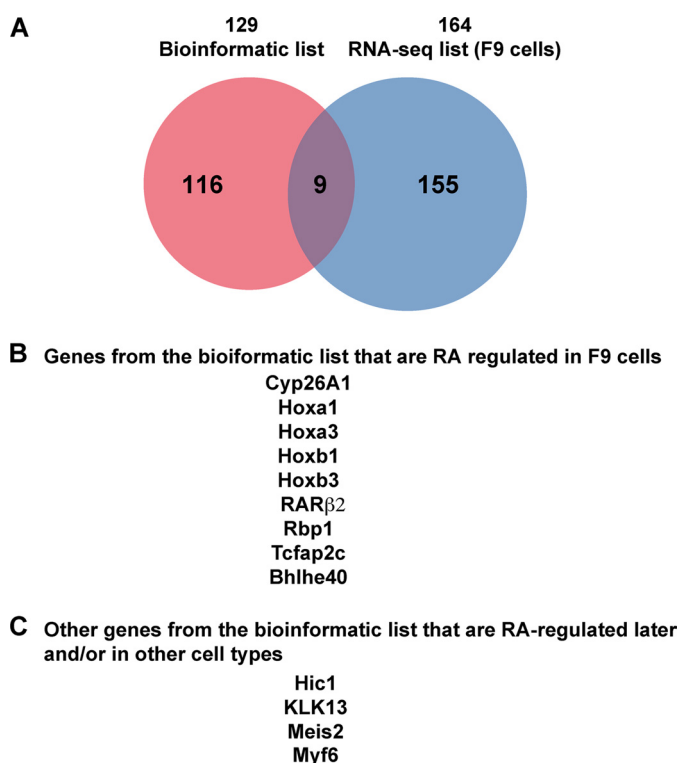 A
129 164
Bioinformatic list RNA-seq list (F9 cells)
116 9 155
B Genes from the bioiformatic list that are RA regulated in F9 cells
Cyp26A1
Hoxa1
Hoxa3
Hoxb1
Hoxb3
RARβ2
Rbp1
Tcfap2c
Bhlhe40
C Other genes from the bioinformatic list that are RA-regulated later
and/or in other cell types
Hic1
KLK13
Meis2
Myf6